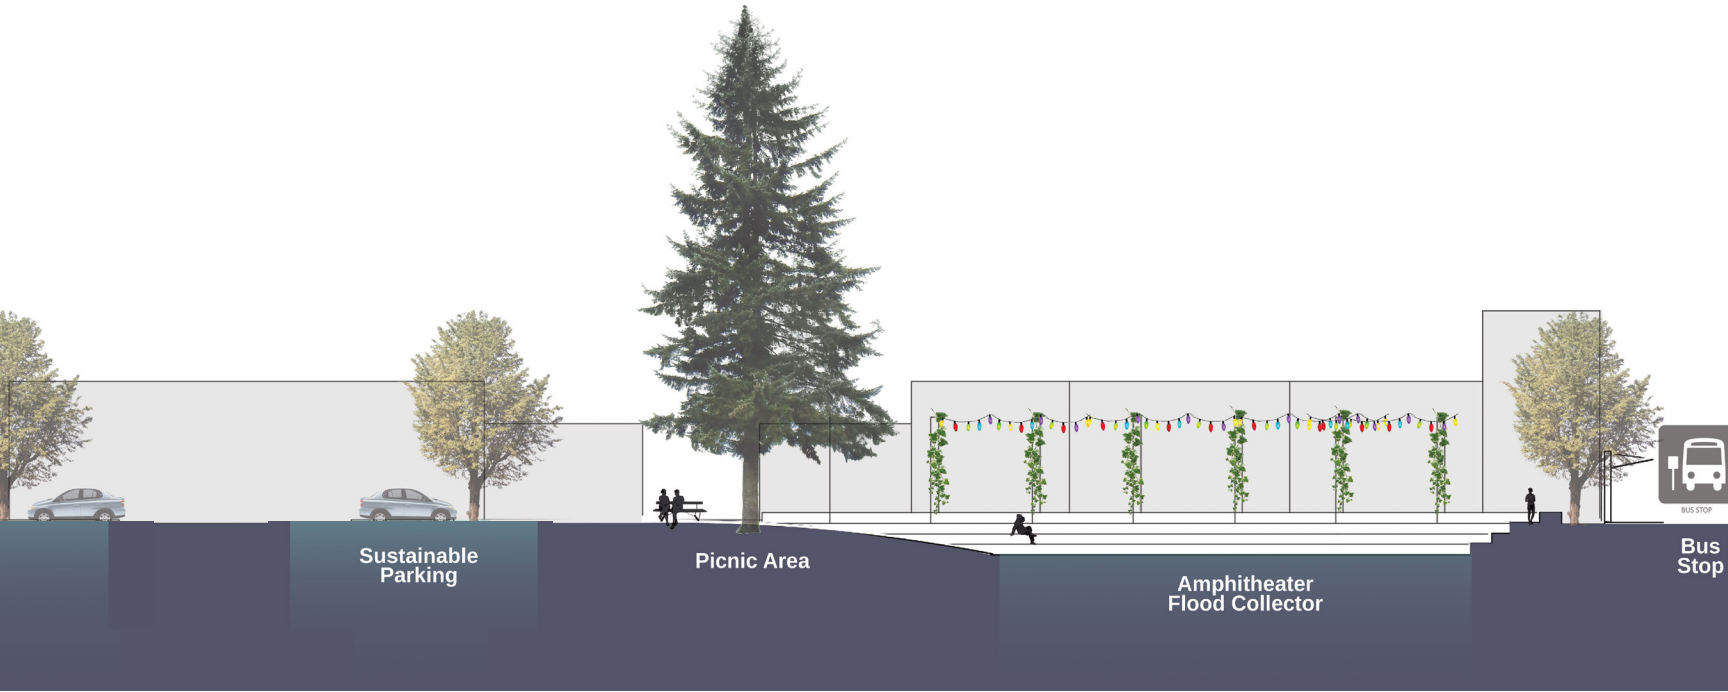 Sustainable
Parking
Picnic Area
Amphitheater
Flood Collector
BUS STOP
Bus
Stop